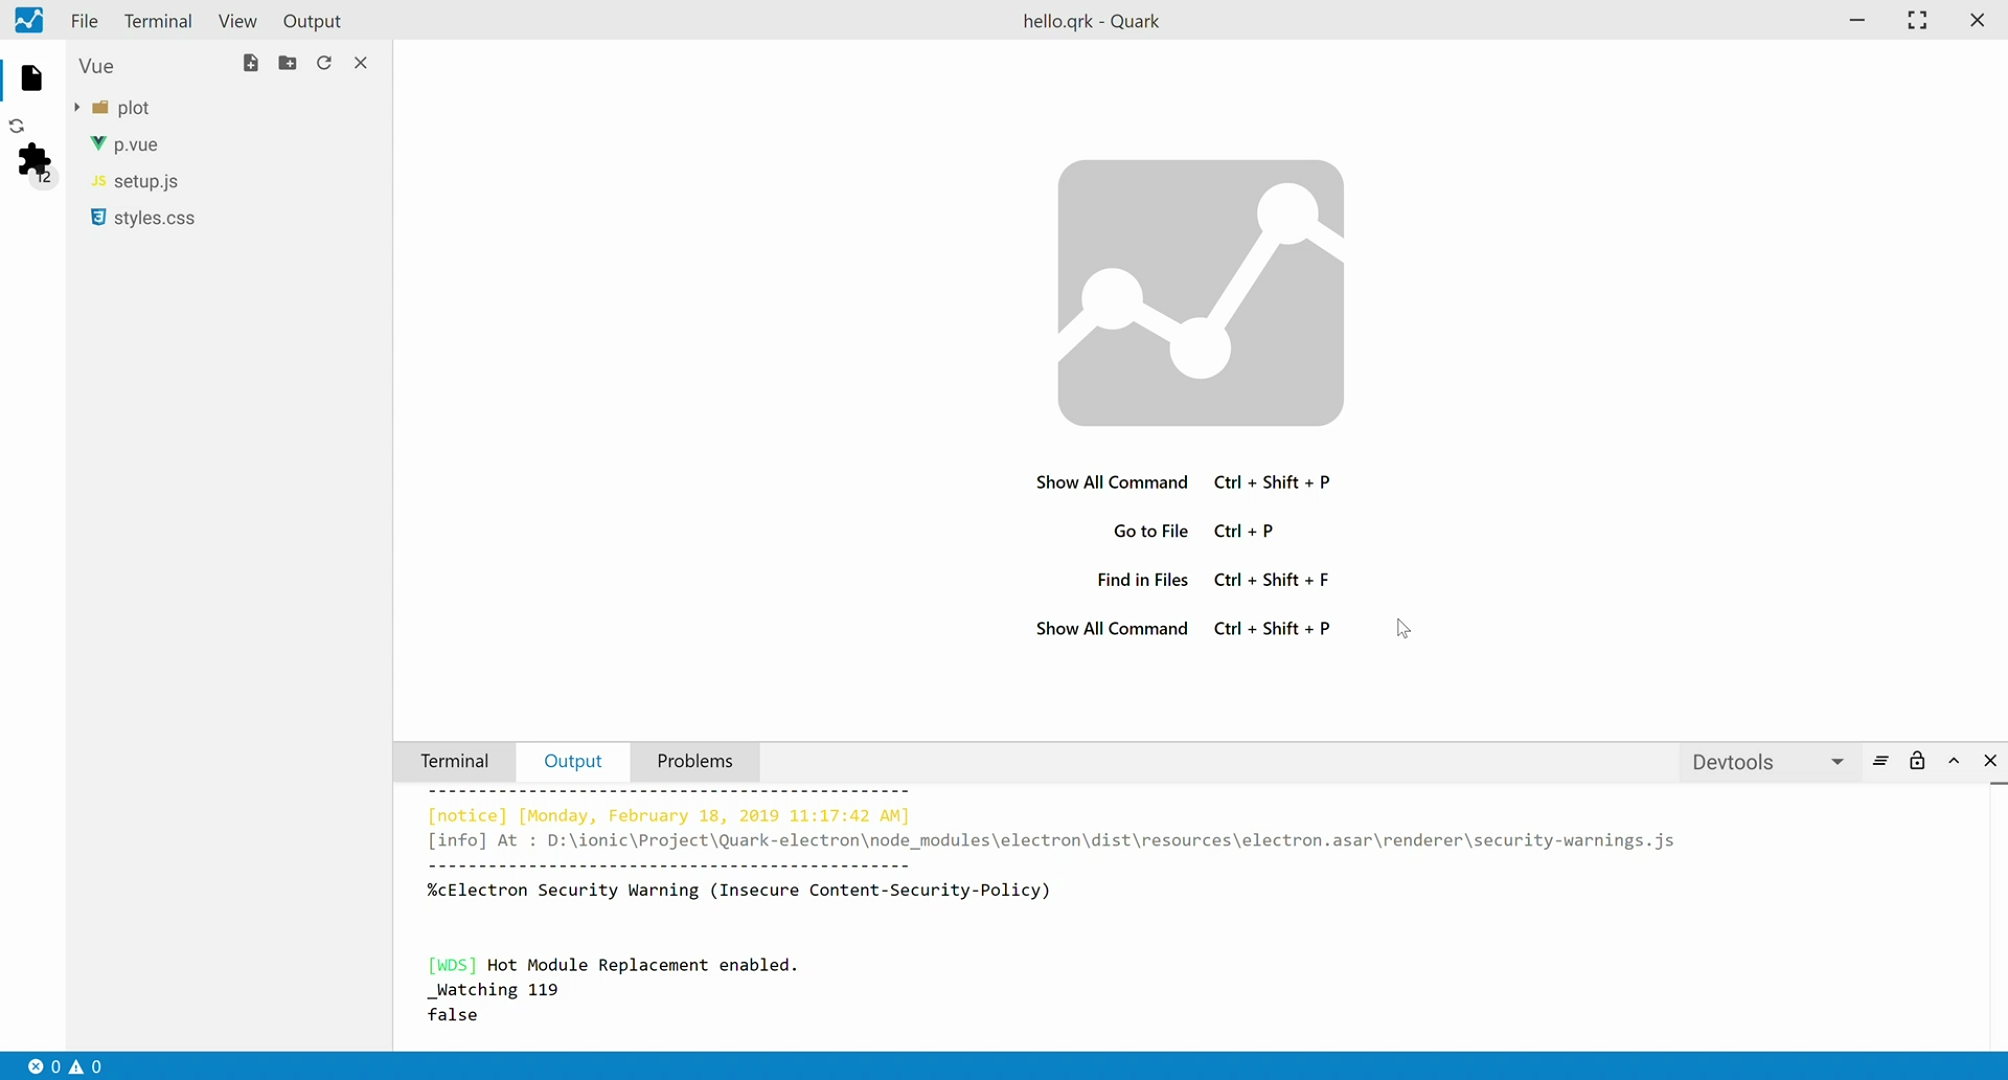 File Terminal View Output hello.qrk - Quark
Vue
plot
p.vue
JS setup.js
styles.css
12
Show All Command Ctrl + Shift + P
Go to File Ctrl + P
Find in Files Ctrl + Shift + F
Show All Command Ctrl + Shift + P
Terminal Output Problems Devtools
------------------------------------------------
[notice] [Monday, February 18, 2019 11:17:42 AM]
[info] At : D:\ionic\Project\Quark-electron\node_modules\electron\dist\resources\electron.asar\renderer\security-warnings.js
------------------------------------------------
%cElectron Security Warning (Insecure Content-Security-Policy)
[WDS] Hot Module Replacement enabled.
_Watching 119
false
0 0